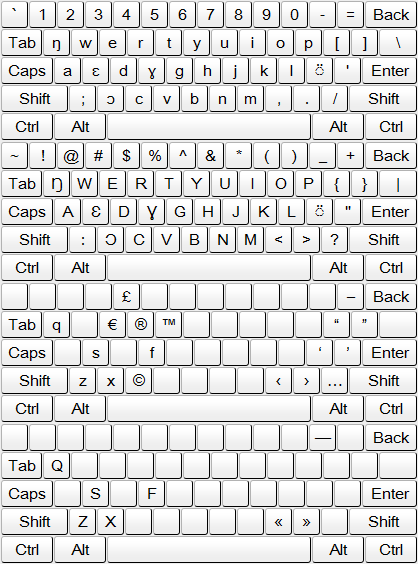 ` 1 2 3 4 5 6 7 8 9 0 - = Back
Tab ŋ w e r t y u i o p [ ] \
Caps a ɛ d ɣ g h j k l ̈ ' Enter
Shift ; ɔ c v b n m , . / Shift
Ctrl Alt Alt Ctrl
~ ! @ # $ % ^ & * ( ) _ + Back
Tab Ŋ W E R T Y U I O P { } |
Caps A Ɛ D Ɣ G H J K L ̈ " Enter
Shift : Ɔ C V B N M < > ? Shift
Ctrl Alt Alt Ctrl
£ – Back
Tab q € ® ™ “ ”
Caps s f ‘ ’ Enter
Shift z x © ‹ › … Shift
Ctrl Alt Alt Ctrl
— Back
Tab Q
Caps S F Enter
Shift Z X « » Shift
Ctrl Alt Alt Ctrl